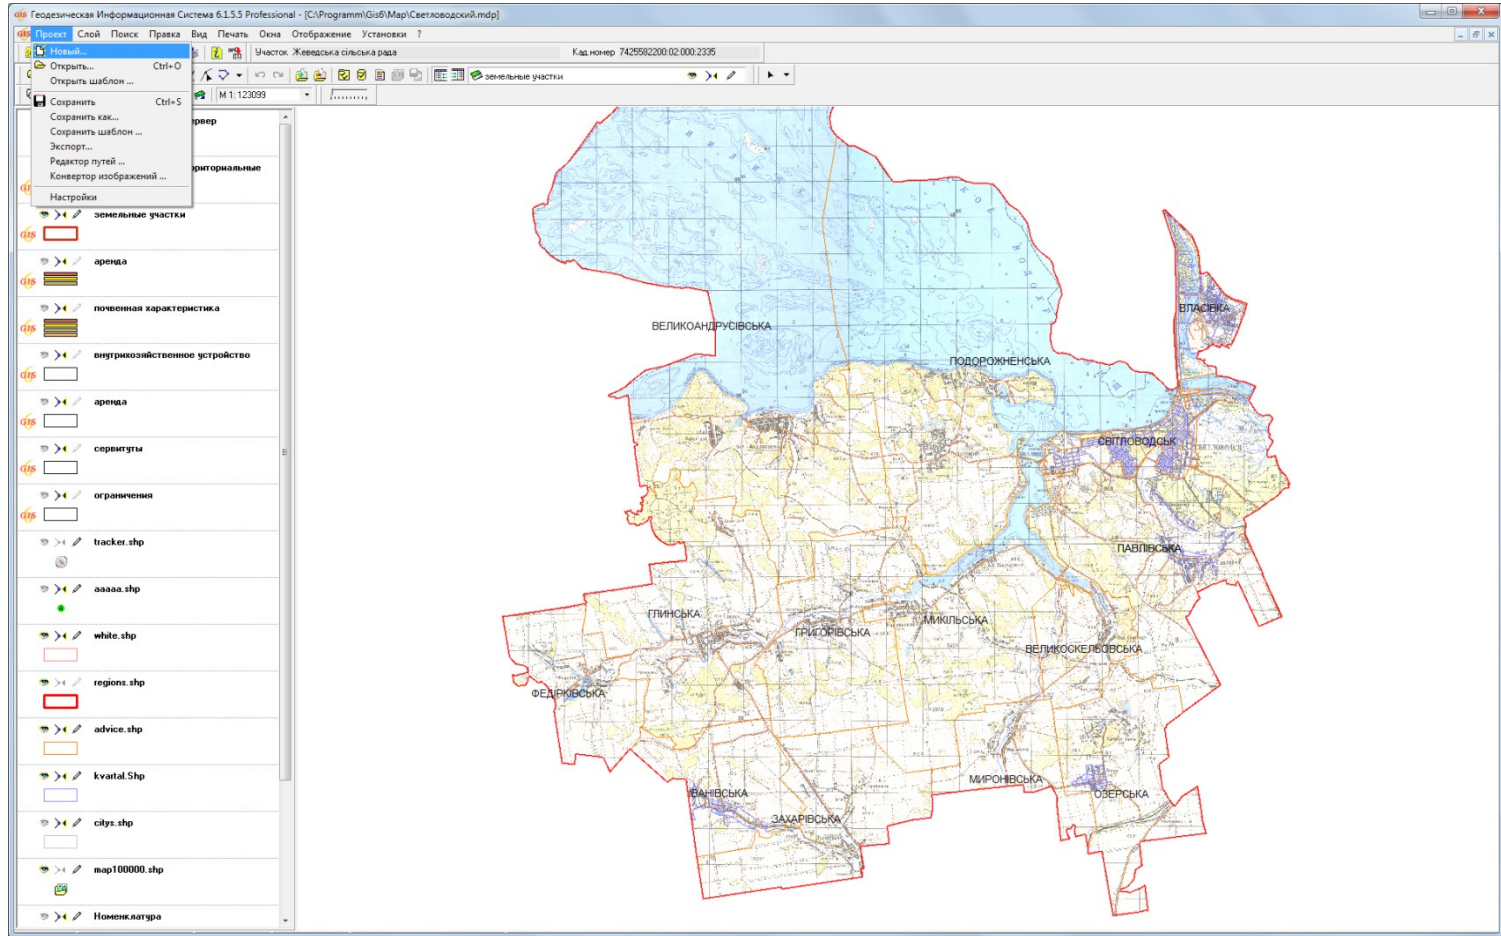 Геодезическая Информационная Система 6.1.5.5 Professional - [C:\Programm\Gis6\Map\Светловодский.mdp]
Проект Слой Поиск Правка Вид Печать Окна Отображение Установки ?
Новый...
Участок Жеведська сільська рада
Кад.номер 7425582200:02:000:2335
Открыть... Ctrl+O
Открыть шаблон ...
земельные участки
M 1: 123099
Сохранить Ctrl+S
Сохранить как...
Сохранить шаблон ...
Экспорт...
Редактор путей ...
Конвертор изображений ...
Настройки
земельные участки
аренда
почвенная характеристика
внутрихозяйственное устройство
аренда
сервитуты
ограничения
tracker.shp
aaaaa.shp
white.shp
regions.shp
advice.shp
kvartal.Shp
citys.shp
map100000.shp
Номенклатура
GIS
ВЛАСІВКА
ВЕЛИКОАНДРУСІВСЬКА
ПОДОРОЖНЕНСЬКА
СВІТЛОВОДСЬК
ПАВЛІВСЬКА
ГЛИНСЬКА
МИКІЛЬСЬКА
ГРИГОРІВСЬКА
ВЕЛИКОСКЕЛЬОВСЬКА
ФЕДІРКІВСЬКА
МИРОНІВСЬКА
ІВАНІВСЬКА
ОЗЕРСЬКА
ЗАХАРІВСЬКА